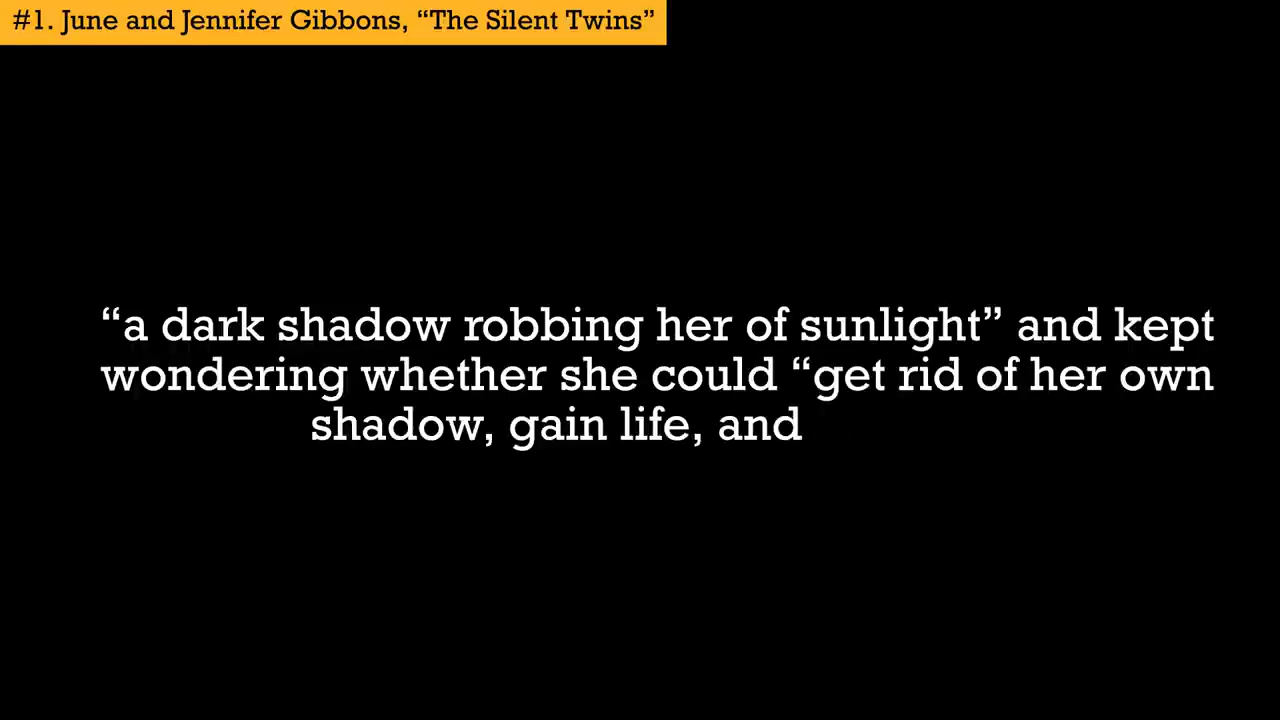 #1. June and Jennifer Gibbons, “The Silent Twins”
“a dark shadow robbing her of sunlight” and kept
wondering whether she could “get rid of her own
shadow, gain life, and